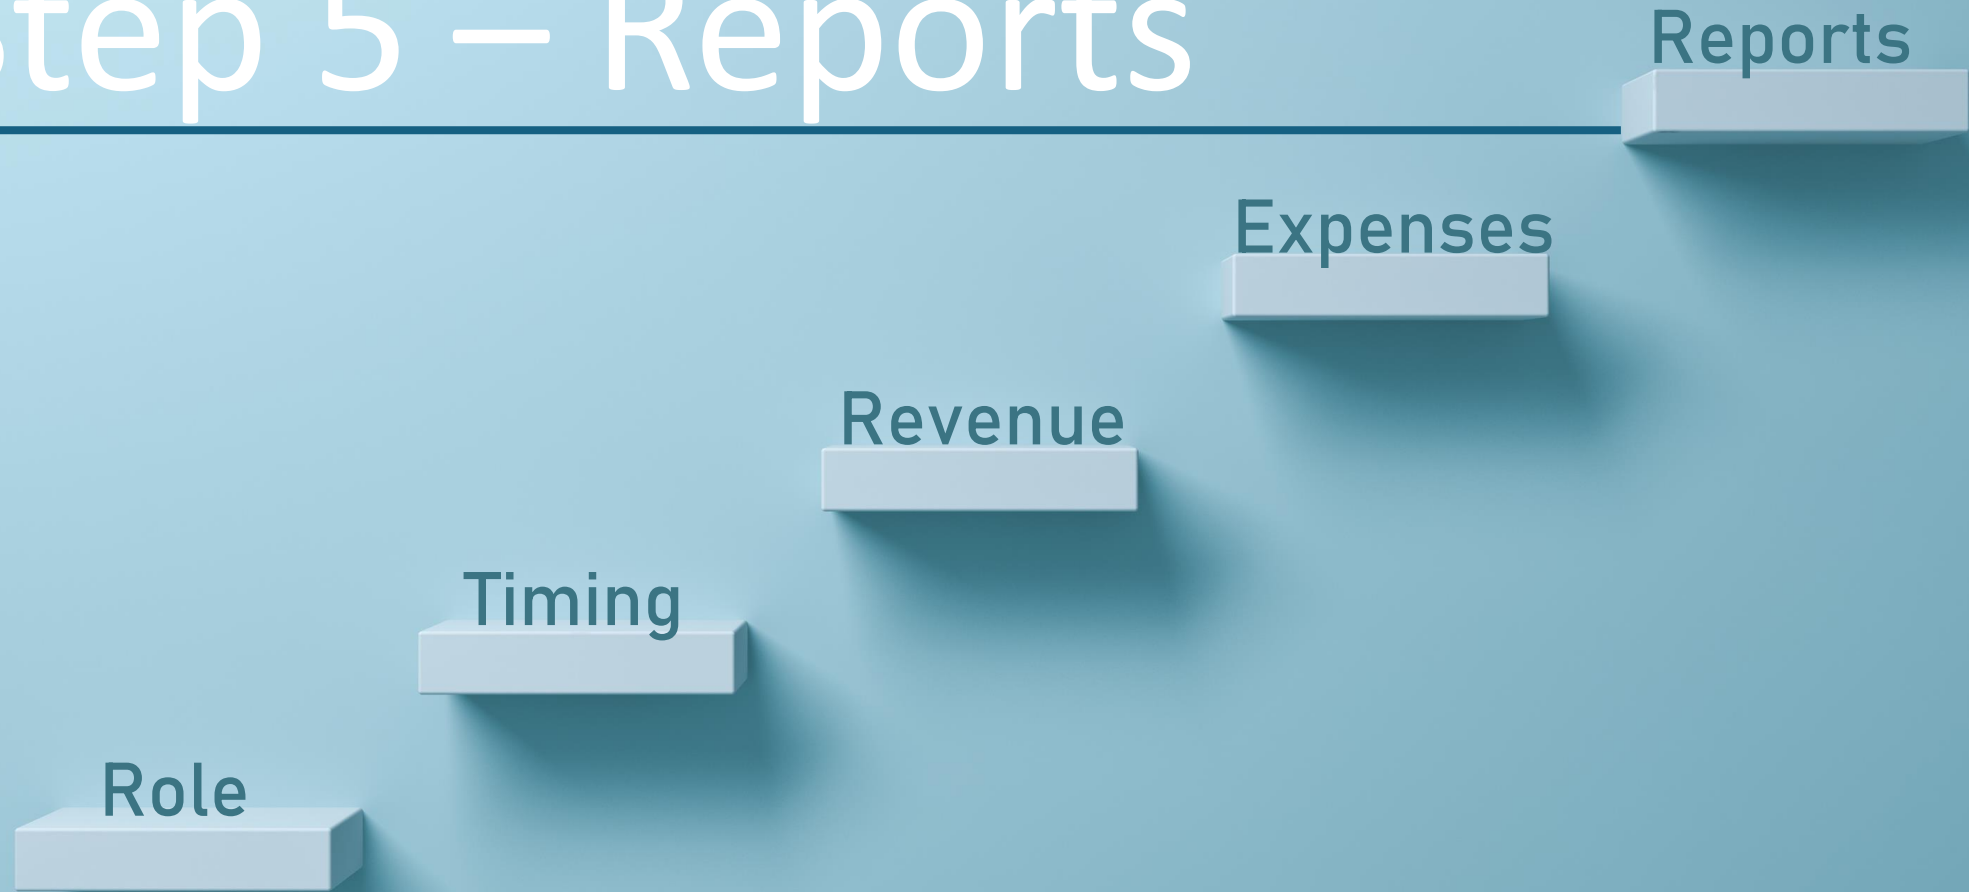 Step 5 – Reports
Reports
Expenses
Revenue
Timing
Role